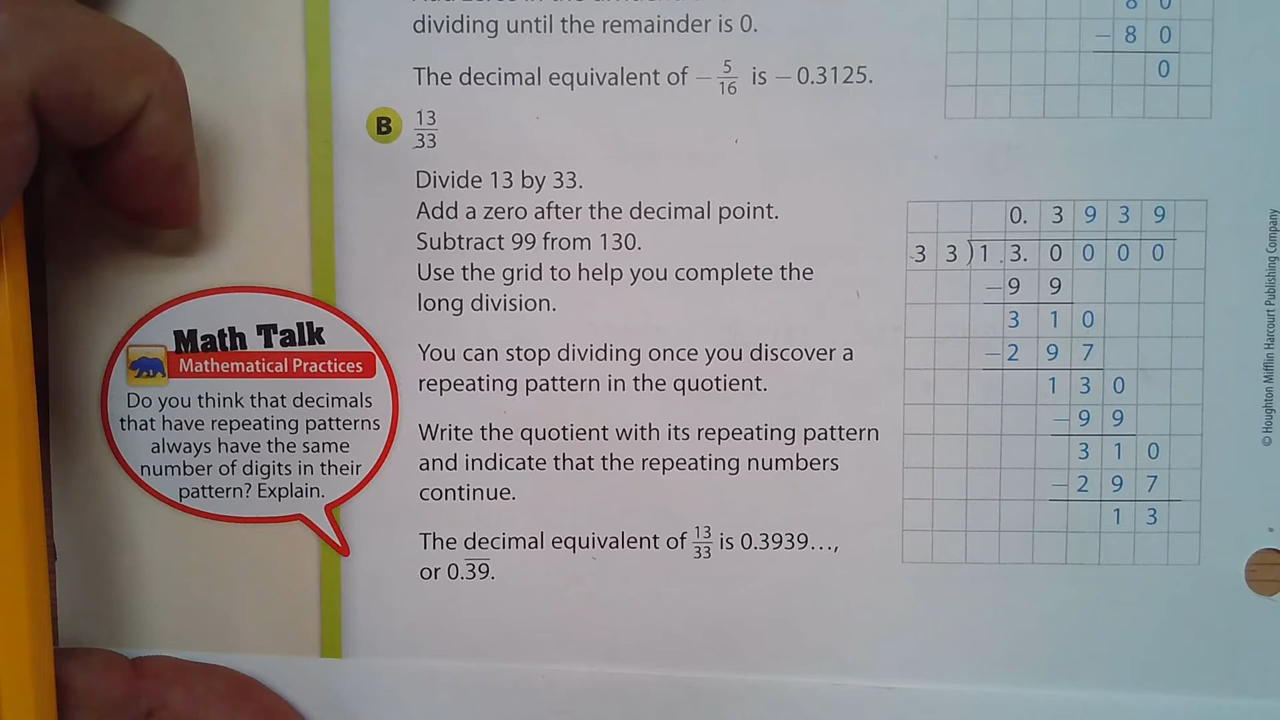 dividing until the remainder is 0.
The decimal equivalent of − 5/16 is − 0.3125.
8 0
− 8 0
0
B 13/33
Divide 13 by 33.
Add a zero after the decimal point.
Subtract 99 from 130.
Use the grid to help you complete the
long division.
You can stop dividing once you discover a
repeating pattern in the quotient.
Write the quotient with its repeating pattern
and indicate that the repeating numbers
continue.
The decimal equivalent of 13/33 is 0.3939…,
or 0.3̅9̅.
0. 3 9 3 9
3 3 ) 1 3. 0 0 0 0
− 9 9
3 1 0
− 2 9 7
1 3 0
− 9 9
3 1 0
− 2 9 7
1 3
Math Talk
Mathematical Practices
Do you think that decimals
that have repeating patterns
always have the same
number of digits in their
pattern? Explain.
© Houghton Mifflin Harcourt Publishing Company